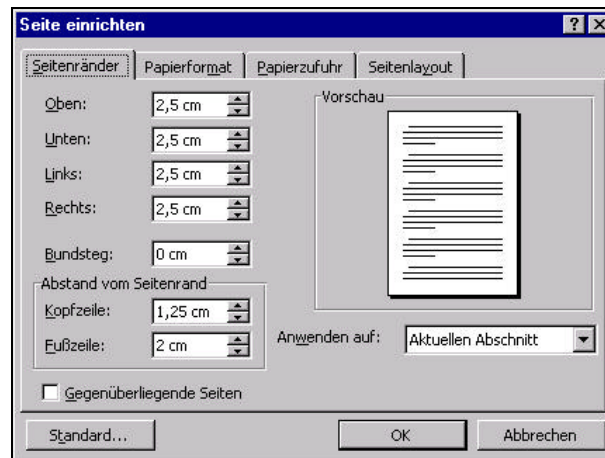 Seite einrichten
Seitenränder Papierformat Papierzufuhr Seitenlayout
Oben: 2,5 cm
Unten: 2,5 cm
Links: 2,5 cm
Rechts: 2,5 cm
Bundsteg: 0 cm
Abstand vom Seitenrand
Kopfzeile: 1,25 cm
Fußzeile: 2 cm
Gegenüberliegende Seiten
Vorschau
Anwenden auf: Aktuellen Abschnitt
Standard... OK Abbrechen